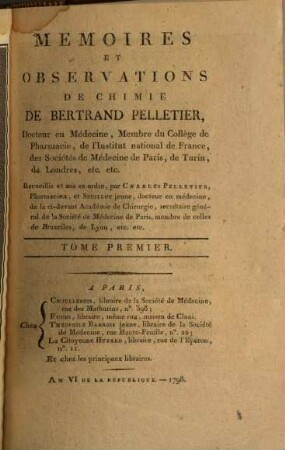 MEMOIRES
ET
OBSERVATIONS
DE CHIMIE
DE BERTRAND PELLETIER,
Docteur en Médecine, Membre du Collége de
Pharmacie, de l'Institut national de France,
des Sociétés de Médecine de Paris, de Turin,
de Londres, etc. etc.
Recueillis et mis en ordre, par CHARLES PELLETIER,
Pharmacien, et SEDILLOT jeune, docteur en médecine,
de la ci-devant Académie de Chirurgie, secrétaire géné-
ral de la Société de Médecine de Paris, membre de celles
de Bruxelles, de Lyon, etc. etc.
TOME PREMIER.
A PARIS,
CROULLEBOIS, libraire de la Société de Médecine,
rue des Mathurins, n°. 398;
FUCHS, libraire, même rue, maison de Cluni.
Chez THEOPHILE BARROIS jeune, libraire de la Société
de Médecine, rue Haute-Feuille, n°. 22;
La Citoyenne HUZARD, libraire, rue de l'Eperon,
n°. 11.
Et chez les principaux libraires.
AN VI DE LA RÉPUBLIQUE. — 1798.